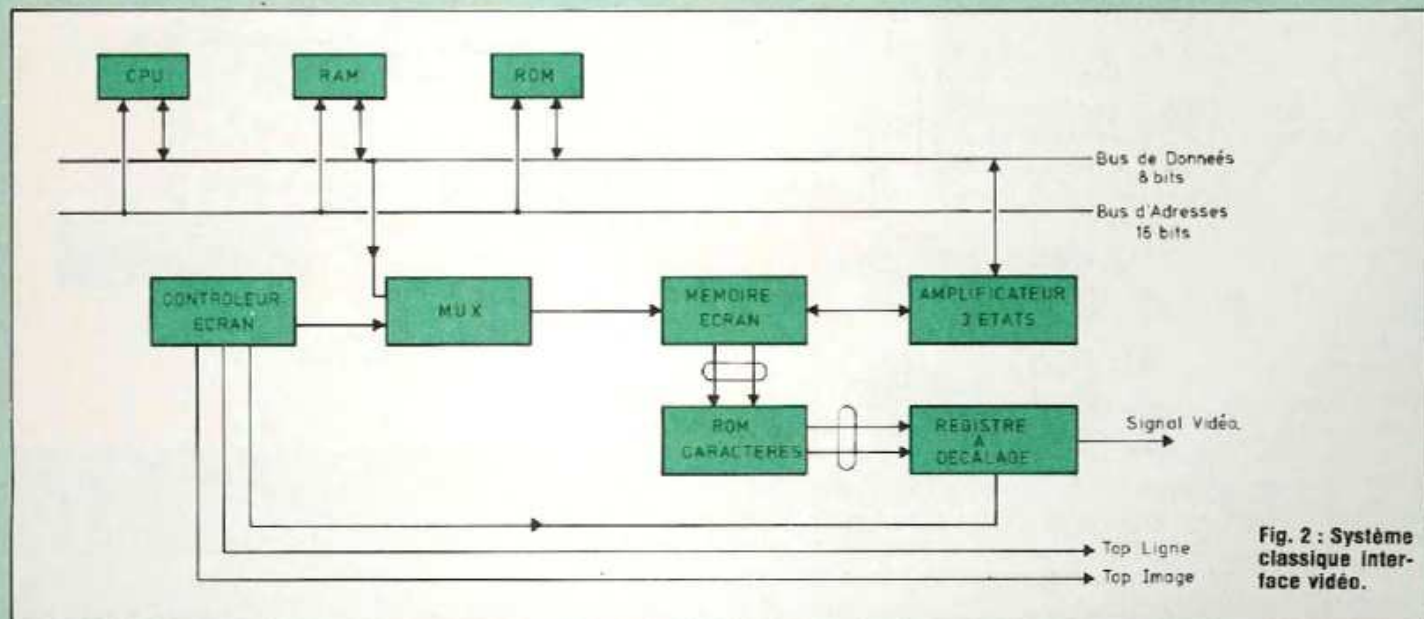 CPU
RAM
ROM
Bus de Donneés
8 bits
Bus d'Adresses
16 bits
CONTROLEUR
ECRAN
MUX
MEMOIRE
ECRAN
AMPLIFICATEUR
3 ETATS
ROM
CARACTERES
REGISTRE
A
DECALAGE
Signal Vidéo.
Top Ligne
Top Image
Fig. 2 : Système
classique inter-
face vidéo.